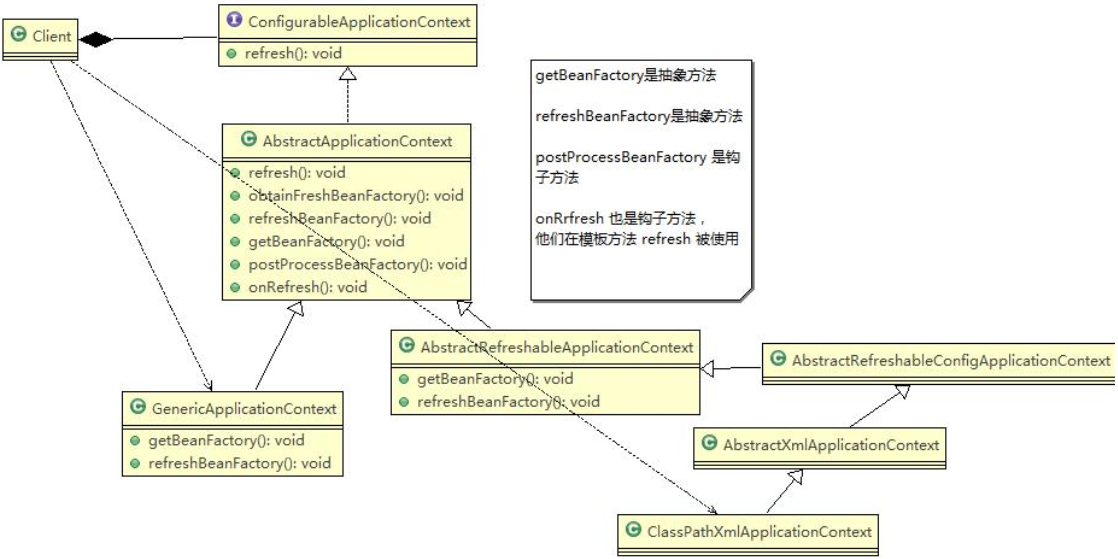 Client
ConfigurableApplicationContext
refresh(): void
AbstractApplicationContext
refresh(): void
obtainFreshBeanFactory(): void
refreshBeanFactory(): void
getBeanFactory(): void
postProcessBeanFactory(): void
onRefresh(): void
getBeanFactory是抽象方法
refreshBeanFactory是抽象方法
postProcessBeanFactory 是钩
子方法
onRrfresh 也是钩子方法，
他们在模板方法 refresh 被使用
AbstractRefreshableApplicationContext
getBeanFactory(): void
refreshBeanFactory(): void
AbstractRefreshableConfigApplicationContext
GenericApplicationContext
getBeanFactory(): void
refreshBeanFactory(): void
AbstractXmlApplicationContext
ClassPathXmlApplicationContext